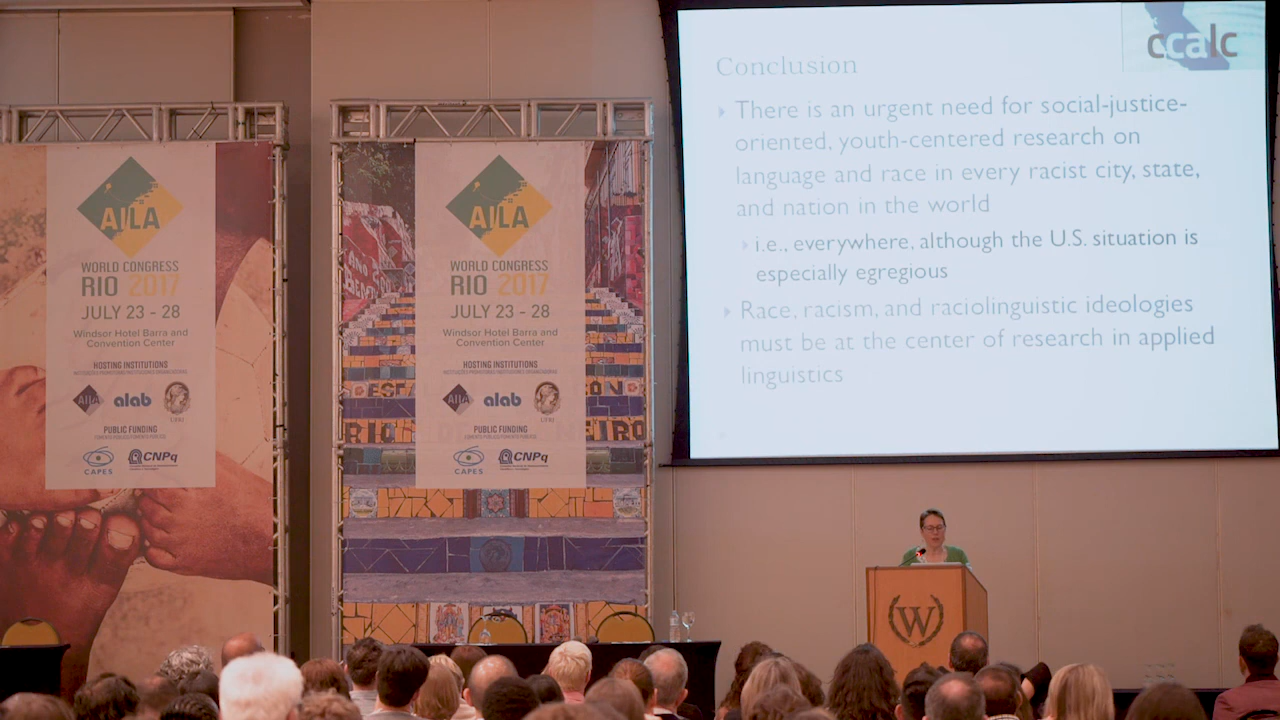 AILA
WORLD CONGRESS
RIO 2017
JULY 23 - 28
Windsor Hotel Barra and
Convention Center
HOSTING INSTITUTIONS
AILA
alab
PUBLIC FUNDING
CAPES
CNPq
AILA
WORLD CONGRESS
RIO 2017
JULY 23 - 28
Windsor Hotel Barra and
Convention Center
HOSTING INSTITUTIONS
AILA
alab
PUBLIC FUNDING
CAPES
CNPq
RIO
EIRO
ccalc
Conclusion
There is an urgent need for social-justice-
oriented, youth-centered research on
language and race in every racist city, state,
and nation in the world
i.e., everywhere, although the U.S. situation is
especially egregious
Race, racism, and raciolinguistic ideologies
must be at the center of research in applied
linguistics
W